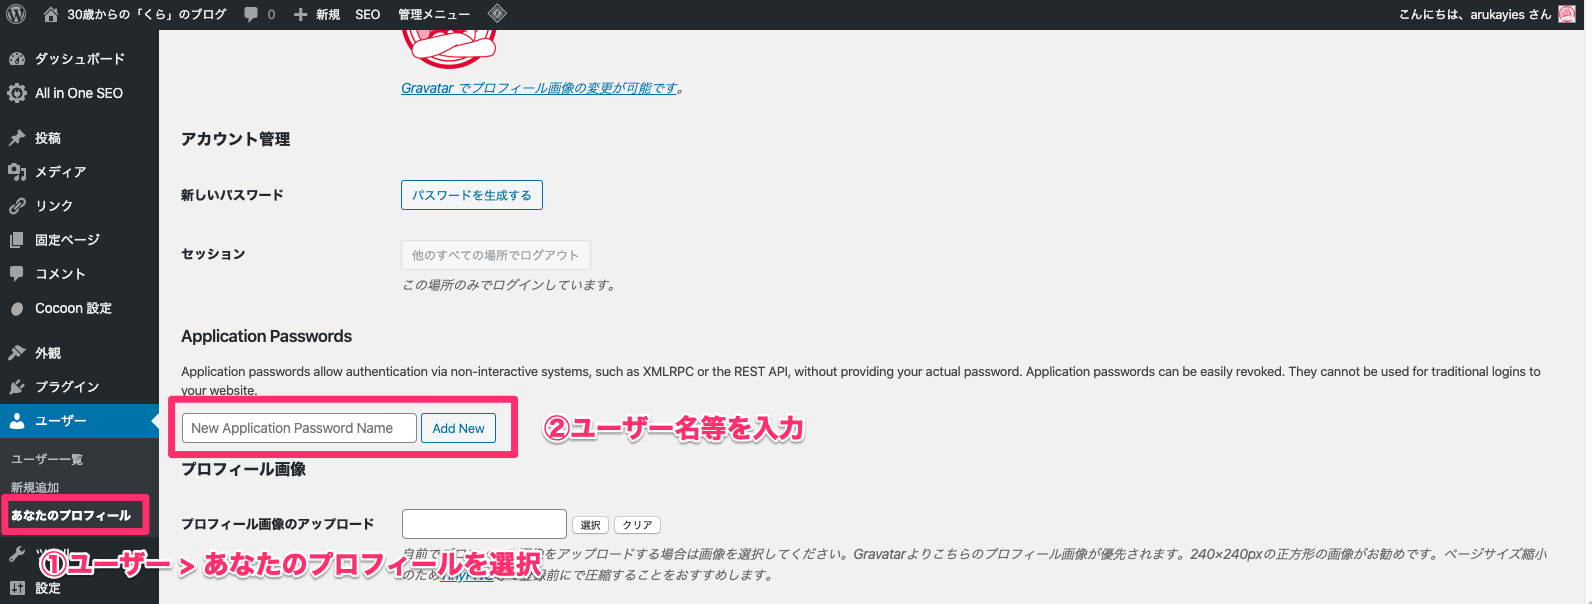 30歳からの「くら」のブログ 0 新規 SEO 管理メニュー こんにちは、arukayies さん
ダッシュボード
All in One SEO
投稿
メディア
リンク
固定ページ
コメント
Cocoon 設定
外観
プラグイン
ユーザー
ユーザー一覧
新規追加
あなたのプロフィール
設定
Gravatar でプロフィール画像の変更が可能です。
アカウント管理
新しいパスワード パスワードを生成する
セッション 他のすべての場所でログアウト
この場所のみでログインしています。
Application Passwords
Application passwords allow authentication via non-interactive systems, such as XMLRPC or the REST API, without providing your actual password. Application passwords can be easily revoked. They cannot be used for traditional logins to
your website.
New Application Password Name Add New ②ユーザー名等を入力
プロフィール画像
プロフィール画像のアップロード 選択 クリア
をアップロードする場合は画像を選択してください。Gravatarよりこちらのプロフィール画像が優先されます。240×240pxの正方形の画像がお勧めです。ページサイズ縮小
①ユーザー > あなたのプロフィールを選択
のため 登録前にで圧縮することをおすすめします。